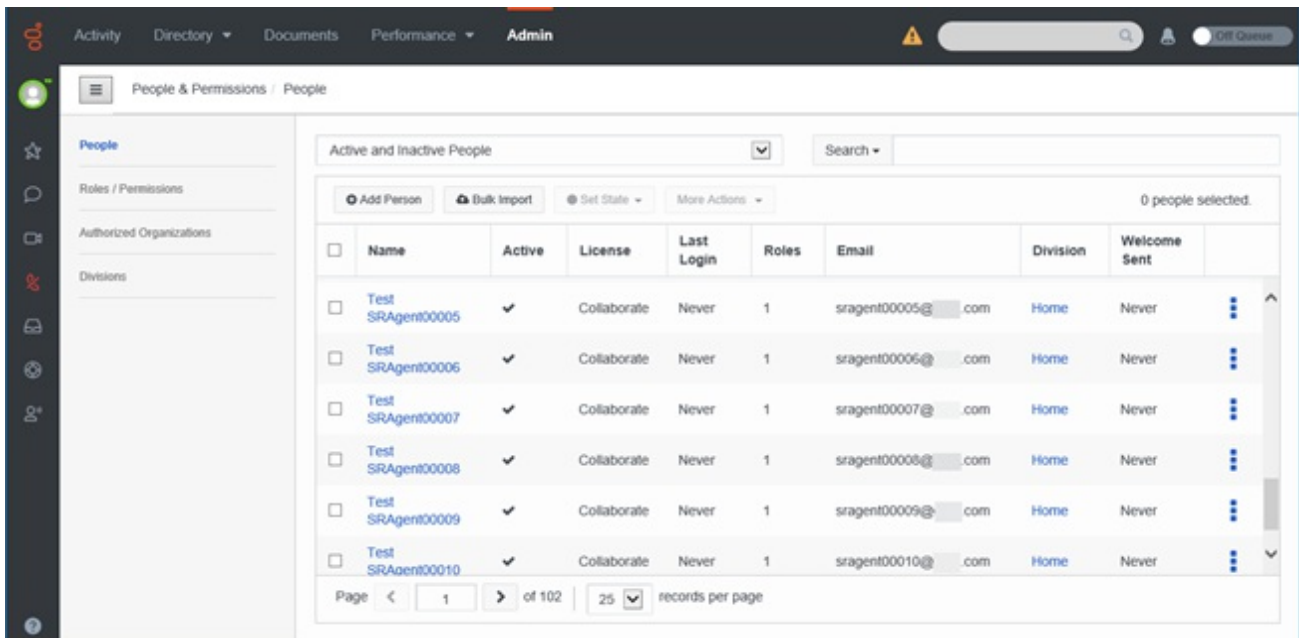 Activity Directory Documents Performance Admin Off Queue
People & Permissions / People
People
Roles / Permissions
Authorized Organizations
Divisions
Active and Inactive People Search
Add Person Bulk Import Set State More Actions 0 people selected.
Name Active License Last Login Roles Email Division Welcome Sent
Test SRAgent00005 Collaborate Never 1 sragent00005@ .com Home Never
Test SRAgent00006 Collaborate Never 1 sragent00006@ .com Home Never
Test SRAgent00007 Collaborate Never 1 sragent00007@ .com Home Never
Test SRAgent00008 Collaborate Never 1 sragent00008@ .com Home Never
Test SRAgent00009 Collaborate Never 1 sragent00009@ .com Home Never
Test SRAgent00010 Collaborate Never 1 sragent00010@ .com Home Never
Page 1 of 102 25 records per page